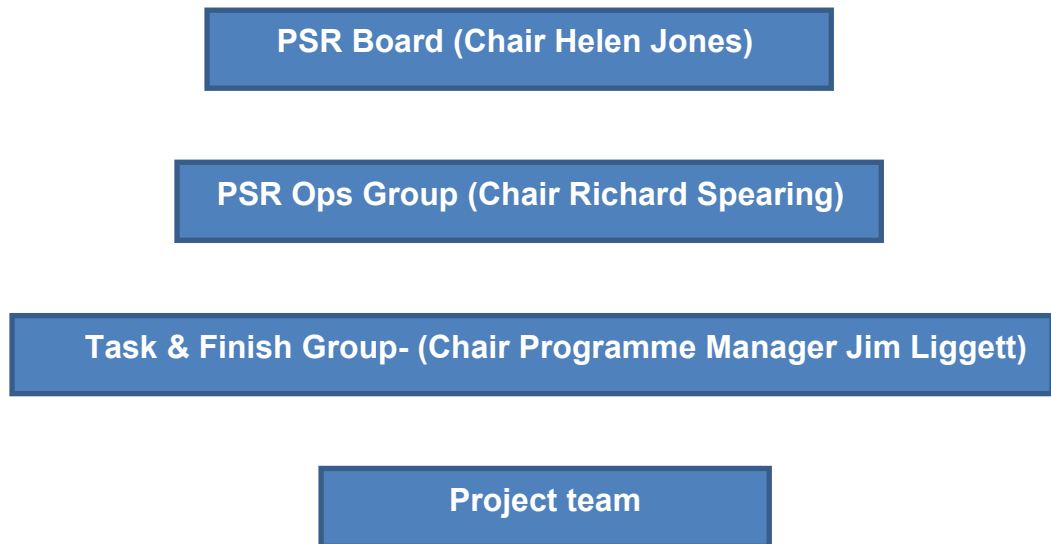 PSR Board (Chair Helen Jones)
PSR Ops Group (Chair Richard Spearing)
Task & Finish Group- (Chair Programme Manager Jim Liggett)
Project team